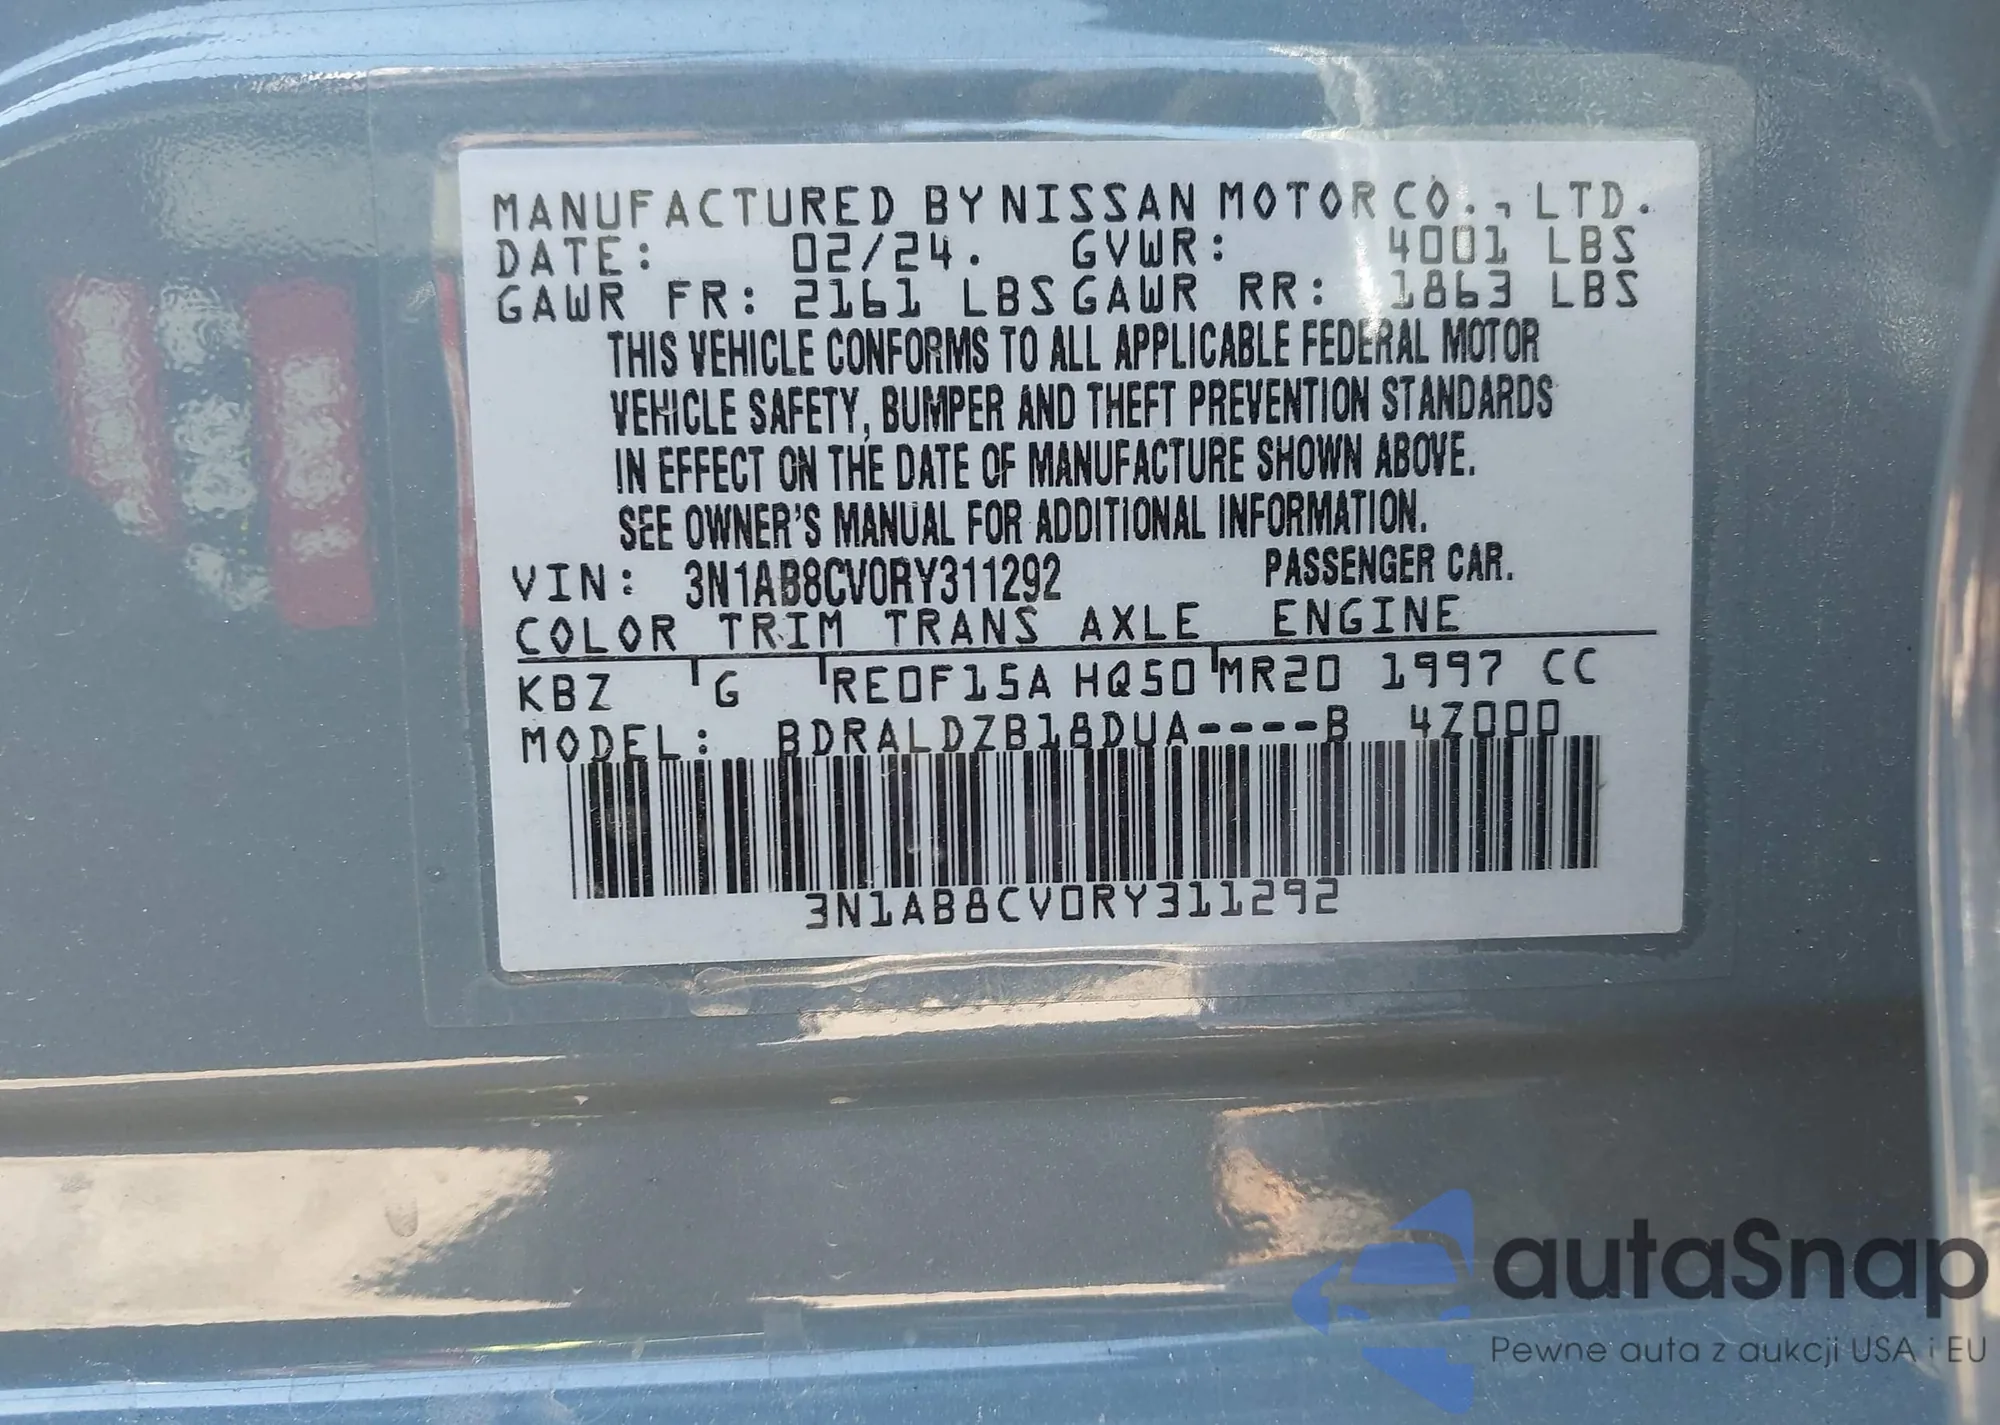 MANUFACTURED BY NISSAN MOTOR CO., LTD.
DATE: 02/24. GVWR: 4001 LBS
GAWR FR: 2161 LBS GAWR RR: 1863 LBS
THIS VEHICLE CONFORMS TO ALL APPLICABLE FEDERAL MOTOR
VEHICLE SAFETY, BUMPER AND THEFT PREVENTION STANDARDS
IN EFFECT ON THE DATE OF MANUFACTURE SHOWN ABOVE.
SEE OWNER'S MANUAL FOR ADDITIONAL INFORMATION.
VIN: 3N1AB8CV0RY311292 PASSENGER CAR.
COLOR TRIM TRANS AXLE ENGINE
KBZ G RE0F15A HQ50 MR20 1997 CC
MODEL: BDRALDZB18DUA----B 4Z000
3N1AB8CV0RY311292
autaSnap
Pewne auta z aukcji USA i EU